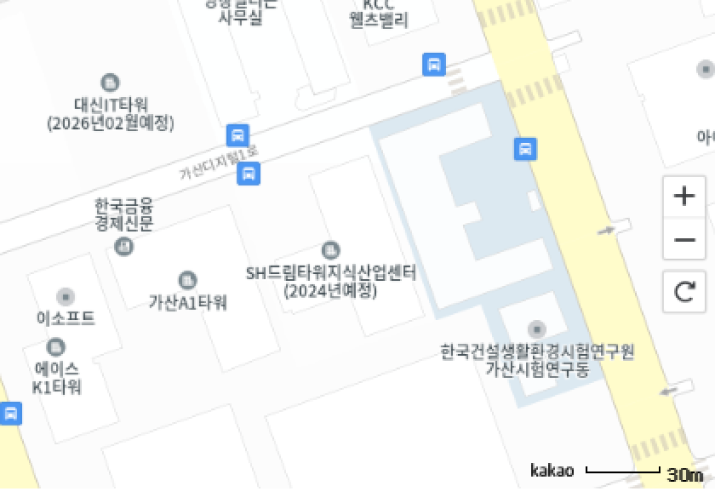 사무실
KCC
웰츠밸리
대신IT타워
(2026년02월예정)
가산디지털1로
한국금융
경제신문
SH드림타워지식산업센터
(2024년예정)
가산A1타워
이소프트
에이스
K1타워
한국건설생활환경시험연구원
가산시험연구동
아이
kakao
30m